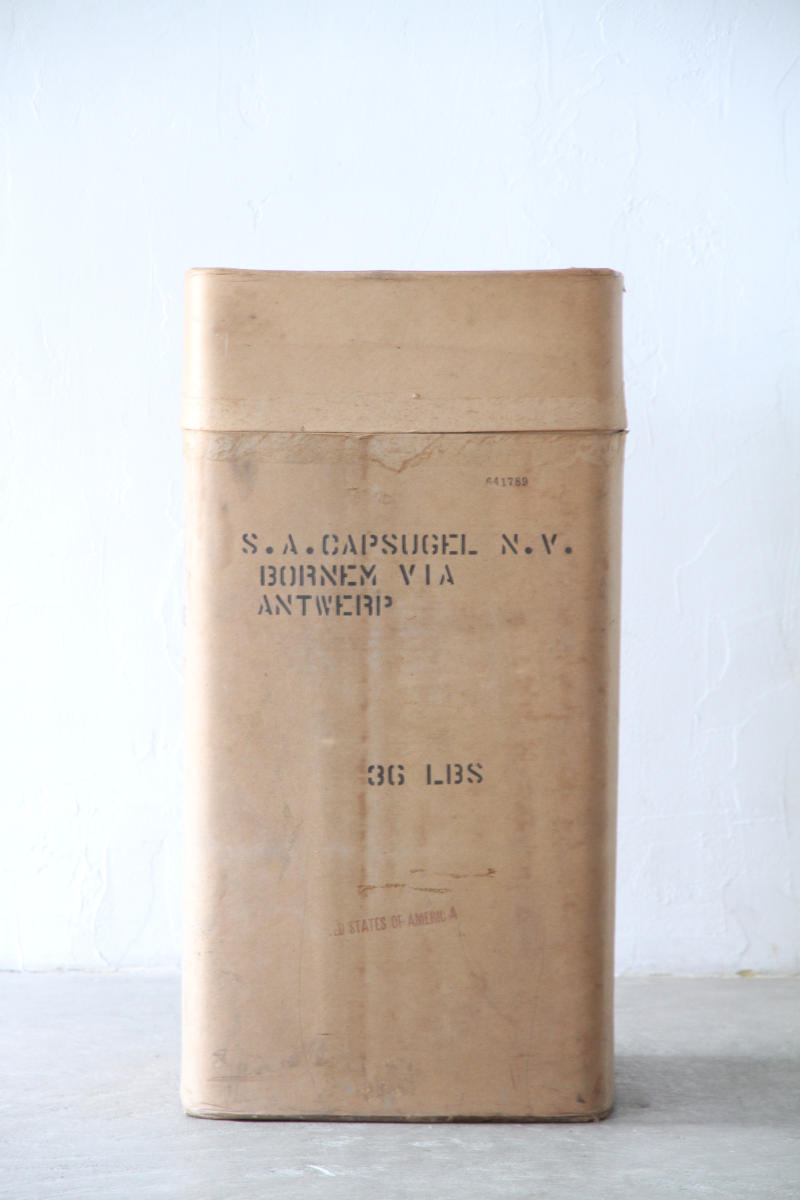 641789
S.A.CAPSUGEL N.V.
BORNEM VIA
ANTWERP
36 LBS
STATES OF AMERICA